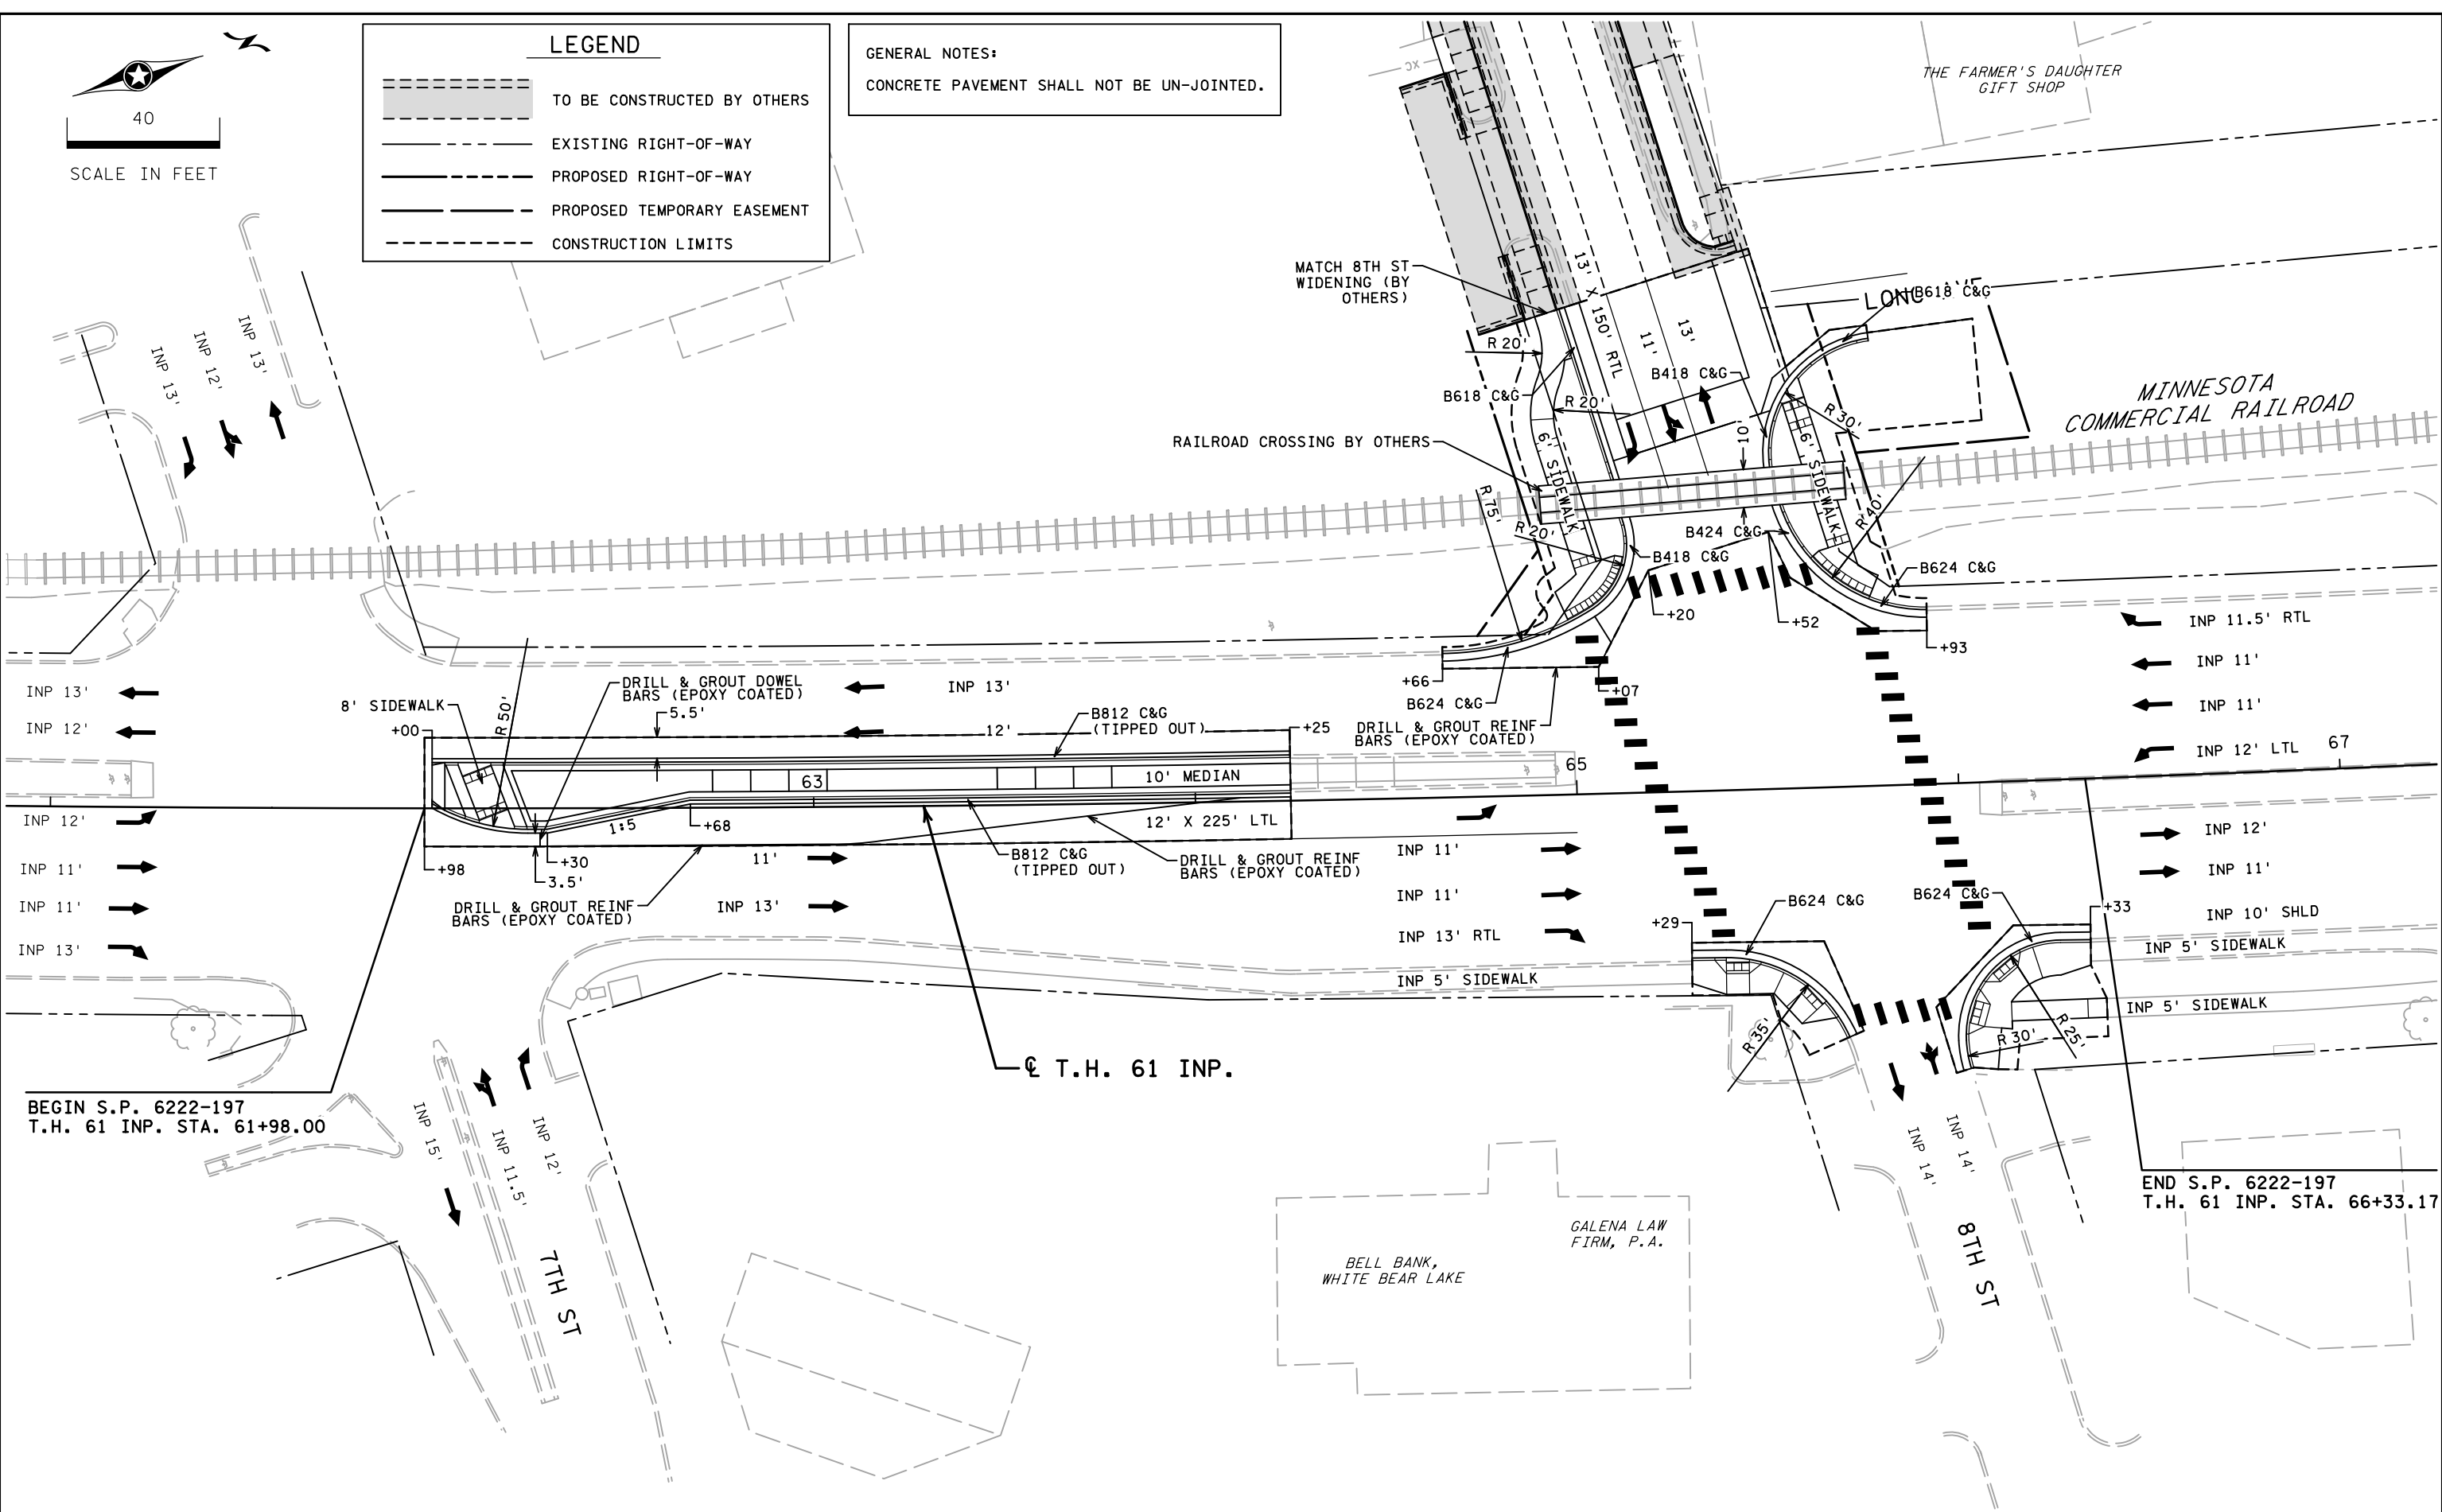 40
SCALE IN FEET
LEGEND
TO BE CONSTRUCTED BY OTHERS
EXISTING RIGHT-OF-WAY
PROPOSED RIGHT-OF-WAY
PROPOSED TEMPORARY EASEMENT
CONSTRUCTION LIMITS
GENERAL NOTES:
CONCRETE PAVEMENT SHALL NOT BE UN-JOINTED.
XC
THE FARMER'S DAUGHTER
GIFT SHOP
MATCH 8TH ST
WIDENING (BY
OTHERS)
13' X 150' RTL
11'
13'
B618 C&G
MINNESOTA
COMMERCIAL RAILROAD
INP 13'
INP 12'
INP 13'
R 20'
B618 C&G
R 20'
B418 C&G
R 30'
10'
RAILROAD CROSSING BY OTHERS
6' SIDEWALK
6' SIDEWALK
R 75'
R 20'
R 40'
B424 C&G
B418 C&G
B624 C&G
+20
+52
+93
INP 11.5' RTL
INP 11'
INP 11'
INP 12' LTL
67
INP 13'
INP 12'
8' SIDEWALK
R 50'
DRILL & GROUT DOWEL
BARS (EPOXY COATED)
5.5'
INP 13'
12'
B812 C&G
(TIPPED OUT)
+00
+25
+66
B624 C&G
+07
DRILL & GROUT REINF
BARS (EPOXY COATED)
63
10' MEDIAN
65
12' X 225' LTL
1:5
+68
+30
+98
3.5'
11'
B812 C&G
(TIPPED OUT)
DRILL & GROUT REINF
BARS (EPOXY COATED)
DRILL & GROUT REINF
BARS (EPOXY COATED)
INP 13'
INP 12'
INP 11'
INP 11'
INP 13'
INP 11'
INP 11'
INP 13' RTL
INP 5' SIDEWALK
+29
B624 C&G
B624 C&G
+33
INP 12'
INP 11'
INP 10' SHLD
INP 5' SIDEWALK
INP 5' SIDEWALK
R 35'
R 30'
R 25'
℄ T.H. 61 INP.
BEGIN S.P. 6222-197
T.H. 61 INP. STA. 61+98.00
INP 15'
INP 11.5'
INP 12'
7TH ST
INP 14'
INP 14'
8TH ST
END S.P. 6222-197
T.H. 61 INP. STA. 66+33.17
GALENA LAW
FIRM, P.A.
BELL BANK,
WHITE BEAR LAKE